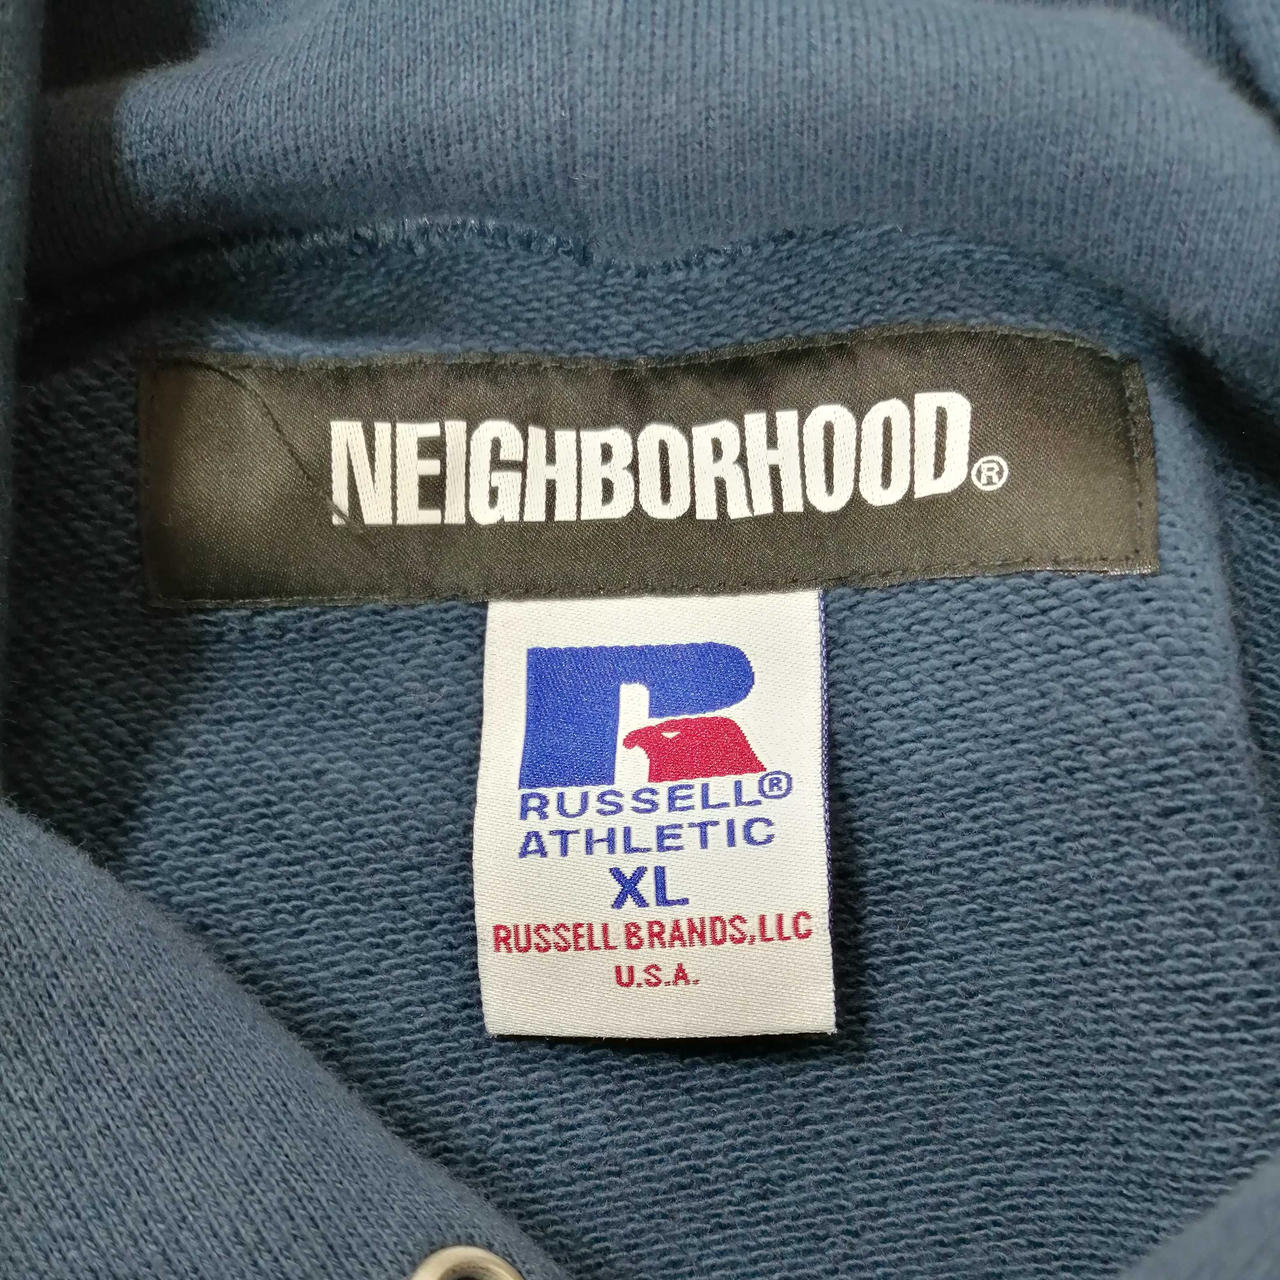 NEIGHBORHOOD®
RUSSELL®
ATHLETIC
XL
RUSSELL BRANDS,LLC
U.S.A.